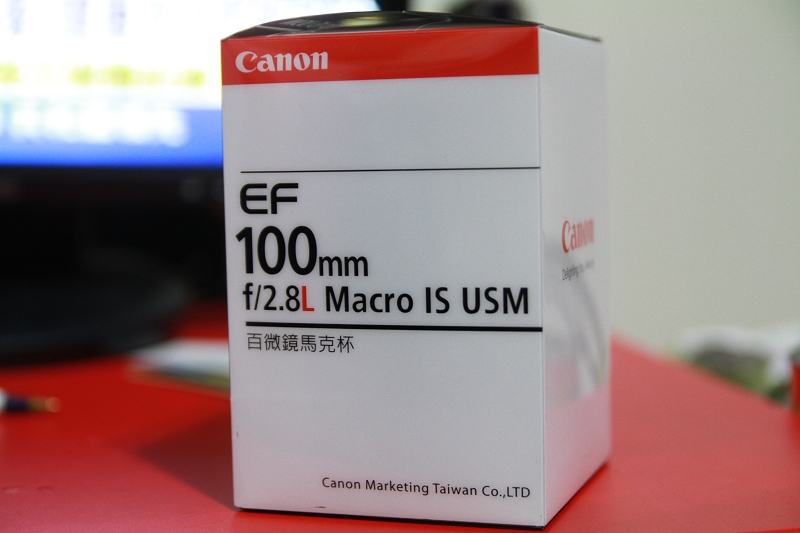 Canon
EF
100mm
f/2.8L Macro IS USM
百微鏡馬克杯
Canon Marketing Taiwan Co.,LTD
Canon